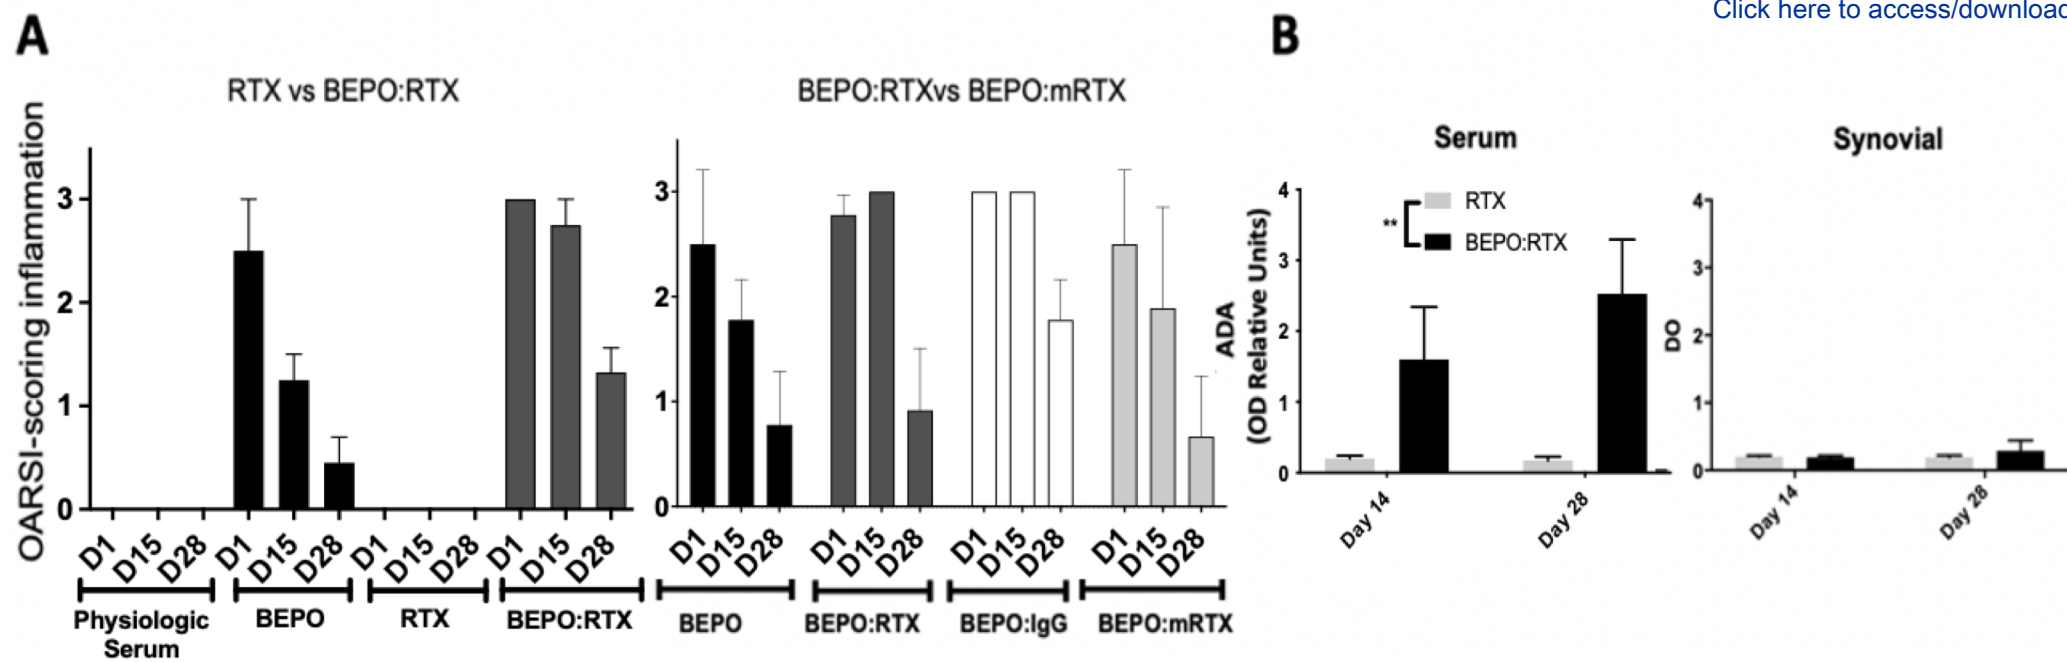 Click here to access/download
A
RTX vs BEPO:RTX
OARSI-scoring inflammation
3
2
1
0
D1 D15 D28 D1 D15 D28 D1 D15 D28 D1 D15 D28
Physiologic Serum
BEPO
RTX
BEPO:RTX
BEPO:RTXvs BEPO:mRTX
3
2
1
0
D1 D15 D28 D1 D15 D28 D1 D15 D28 D1 D15 D28
BEPO
BEPO:RTX
BEPO:IgG
BEPO:mRTX
B
Serum
ADA
(OD Relative Units)
4
3
2
1
0
**
RTX
BEPO:RTX
Day 14
Day 28
Synovial
DO
4
3
2
1
0
Day 14
Day 28